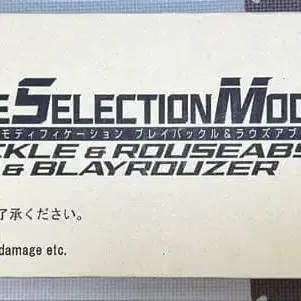 E SELECTION MOD
モディフィケーション ブレイバックル&ラウズアブ
CKLE & ROUSEABS
& BLAYROUZER
了承ください。
damage etc.